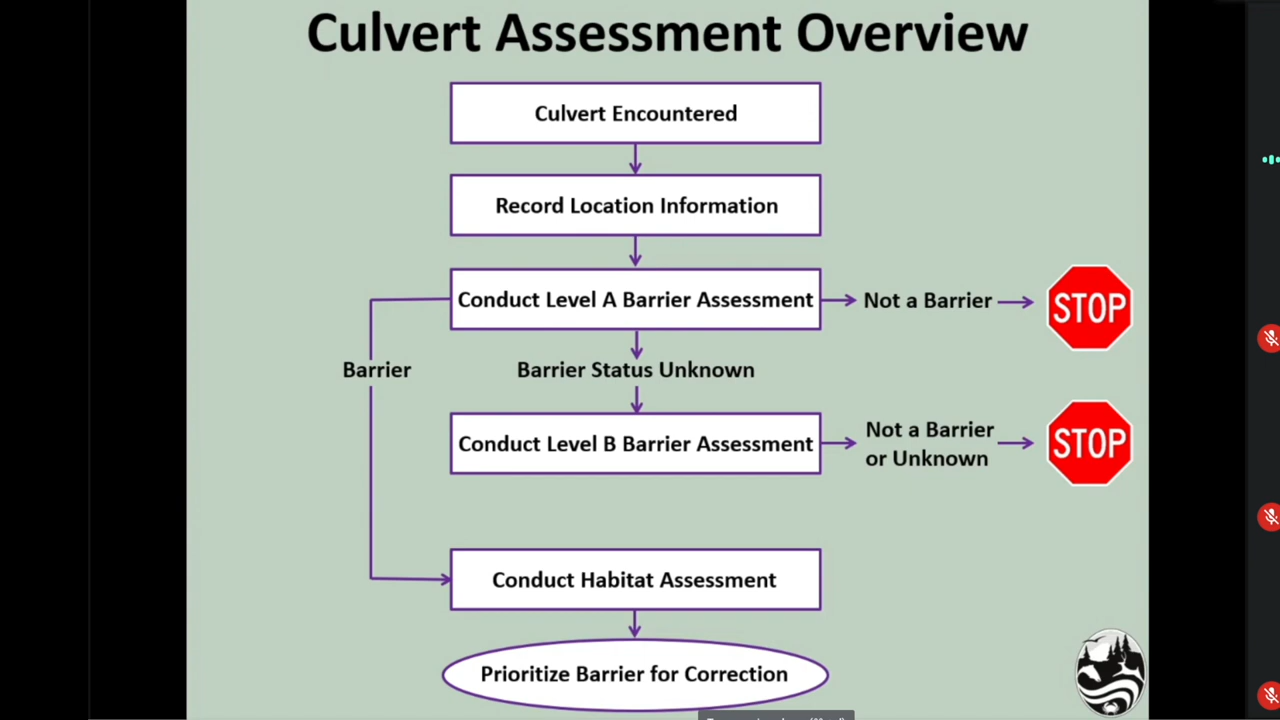 Culvert Assessment Overview
Culvert Encountered
Record Location Information
Conduct Level A Barrier Assessment
Not a Barrier
STOP
Barrier
Barrier Status Unknown
Conduct Level B Barrier Assessment
Not a Barrier
or Unknown
STOP
Conduct Habitat Assessment
Prioritize Barrier for Correction